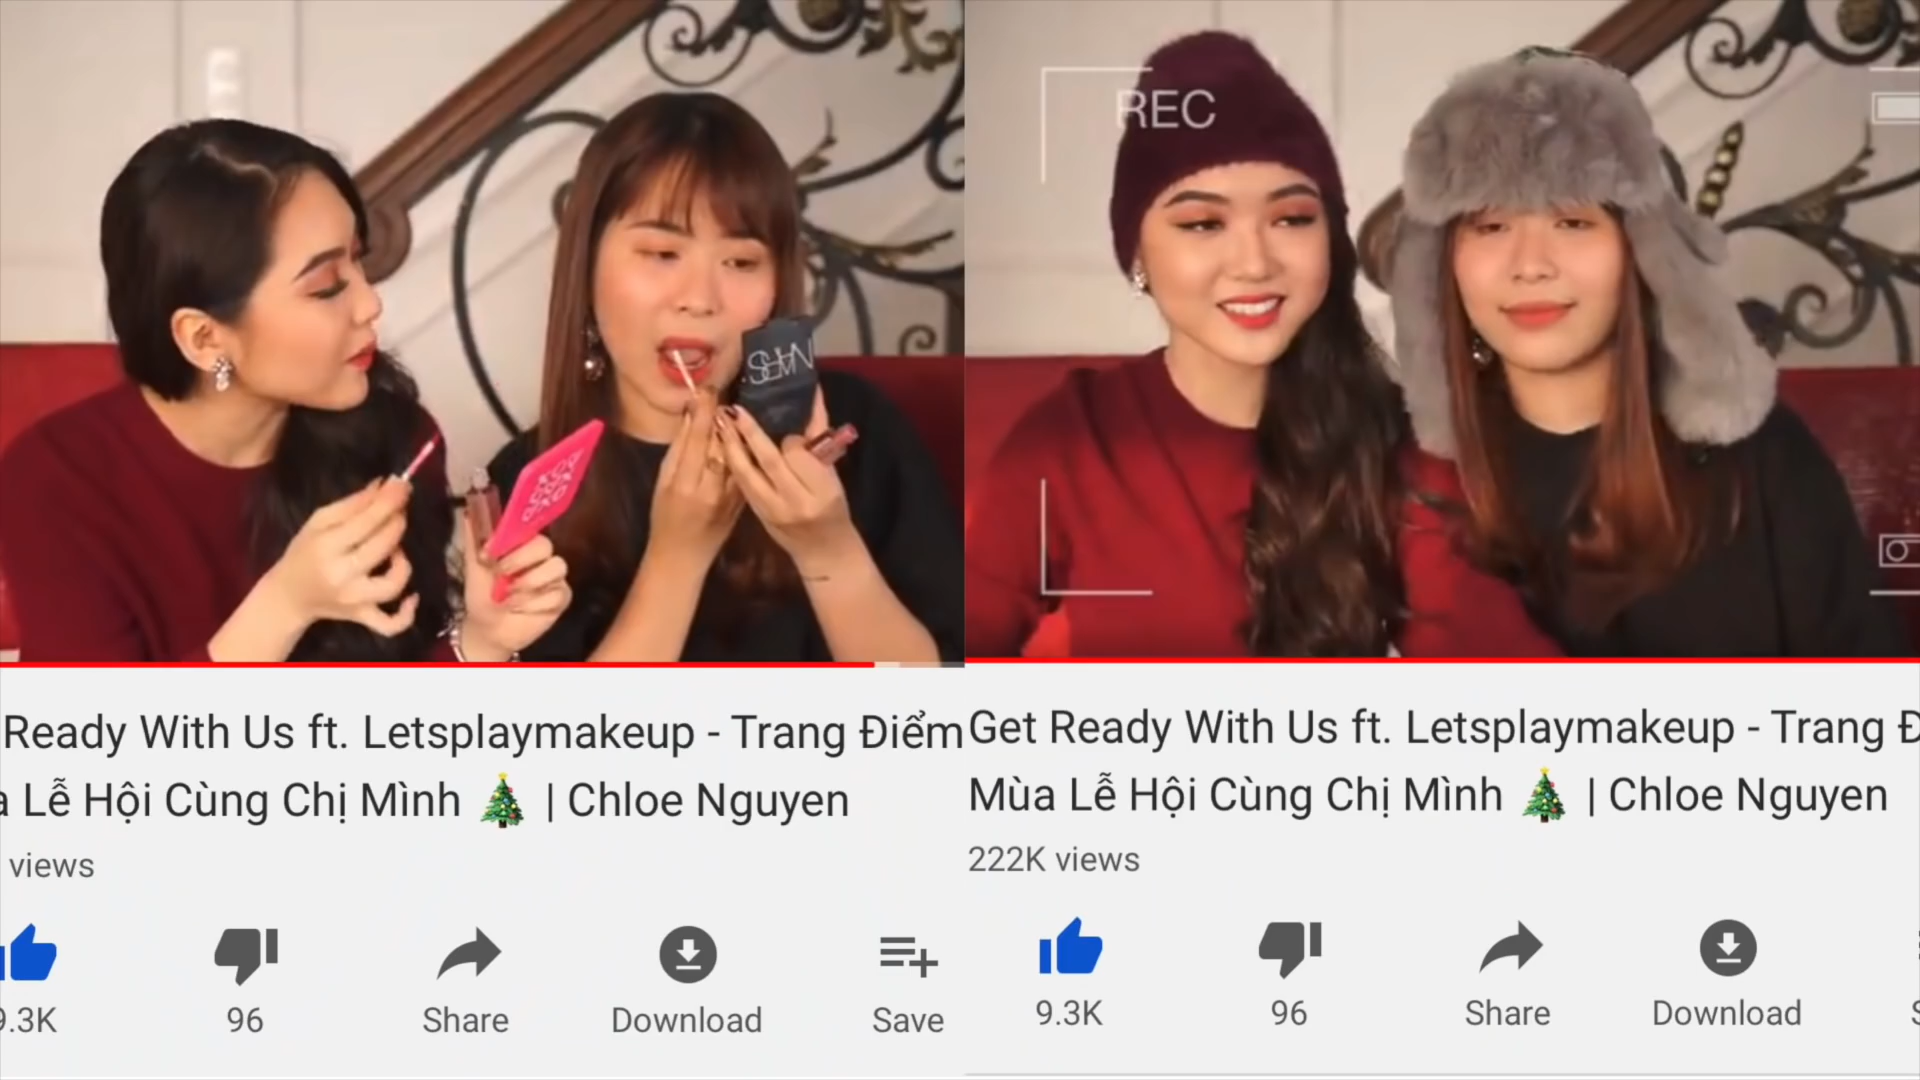 REC
NARS
Ready With Us ft. Letsplaymakeup - Trang Điểm
a Lễ Hội Cùng Chị Mình 🎄 | Chloe Nguyen
views
9.3K
96
Share
Download
Save
Get Ready With Us ft. Letsplaymakeup - Trang Đ
Mùa Lễ Hội Cùng Chị Mình 🎄 | Chloe Nguyen
222K views
9.3K
96
Share
Download
S